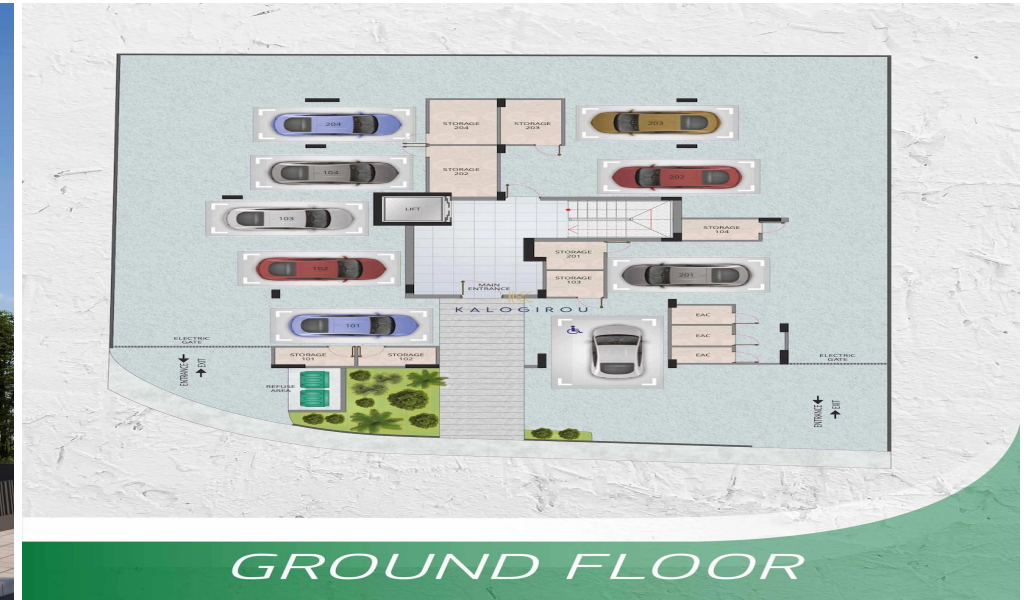 204
STORAGE
204
STORAGE
203
203
104
STORAGE
202
202
LIFT
103
STORAGE
104
STORAGE
201
102
STORAGE
103
201
MAIN
ENTRANCE
KALOGIROU
101
EAC
EAC
EAC
ELECTRIC
GATE
STORAGE
101
STORAGE
102
ELECTRIC
GATE
ENTRANCE
EXIT
REFUSE
AREA
ENTRANCE
EXIT
GROUND FLOOR